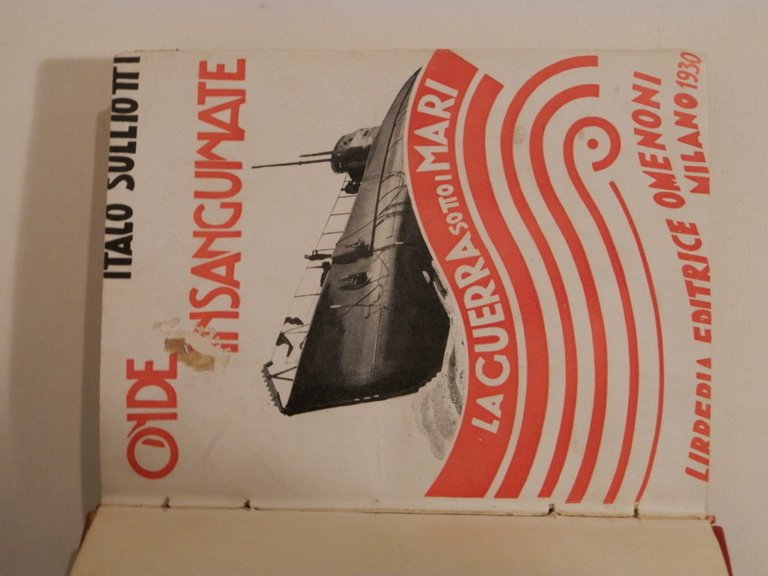 ITALO SULLIOTTI
ONDE INSANGUINATE
LA GUERRA SOTTO I MARI
LIBRERIA EDITRICE OMENONI
MILANO 1930